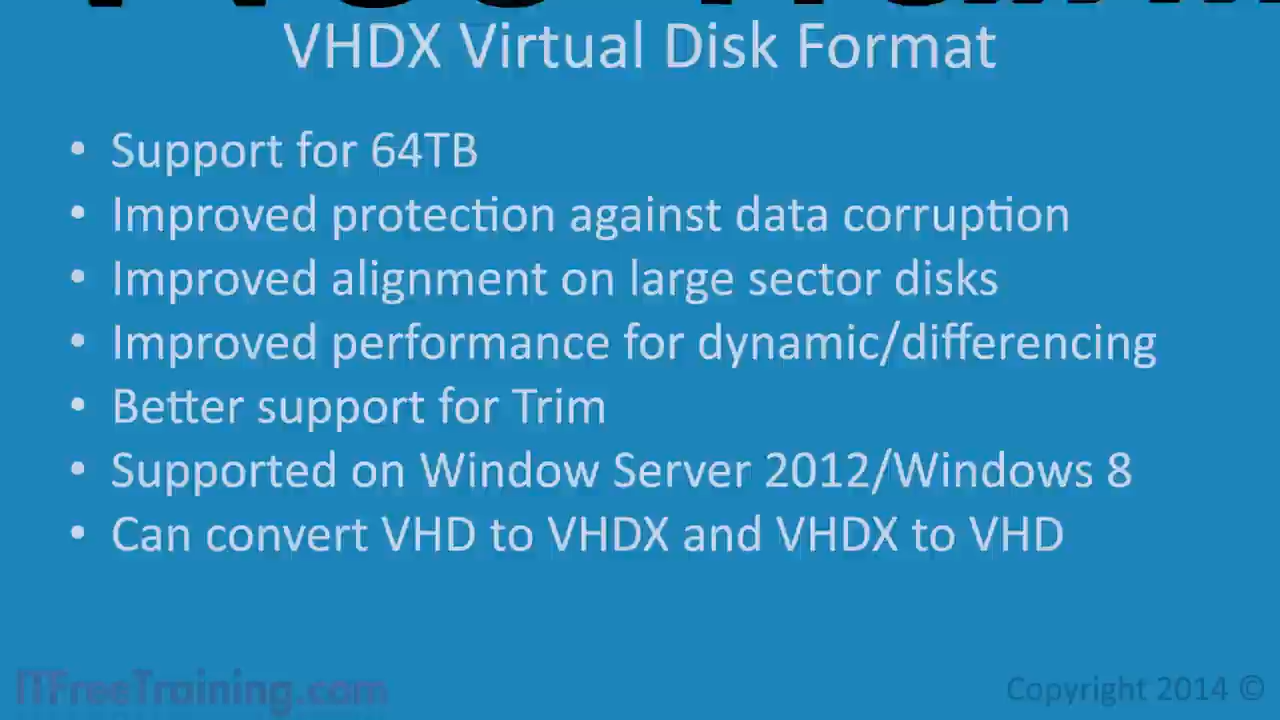 VHDX Virtual Disk Format
• Support for 64TB
• Improved protection against data corruption
• Improved alignment on large sector disks
• Improved performance for dynamic/differencing
• Better support for Trim
• Supported on Window Server 2012/Windows 8
• Can convert VHD to VHDX and VHDX to VHD
ITFreeTraining.com
Copyright 2014 ©